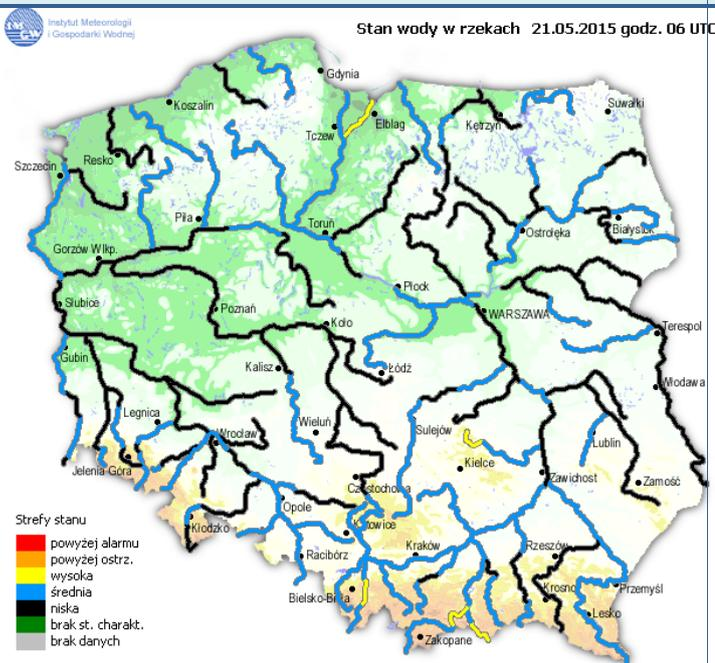 Instytut Meteorologii
i Gospodarki Wodnej
Stan wody w rzekach 21.05.2015 godz. 06 UTC
IMGW
Gdynia
Koszalin
Suwałki
Tczew
Elbląg
Kętrzyn
Resko
Szczecin
Piła
Toruń
Ostrołęka
Białystok
Gorzów Wlkp.
Płock
Słubice
Poznań
Koło
WARSZAWA
Terespol
Gubin
Kalisz
Łódź
Włodawa
Legnica
Wieluń
Sulejów
Wrocław
Lublin
Jelenia Góra
Kielce
Częstochowa
Zawichost
Zamość
Opole
Kłodzko
Katowice
Racibórz
Kraków
Rzeszów
Bielsko-Biała
Krosno
Przemyśl
Lesko
Zakopane
Strefy stanu
powyżej alarmu
powyżej ostrz.
wysoka
średnia
niska
brak st. charakt.
brak danych